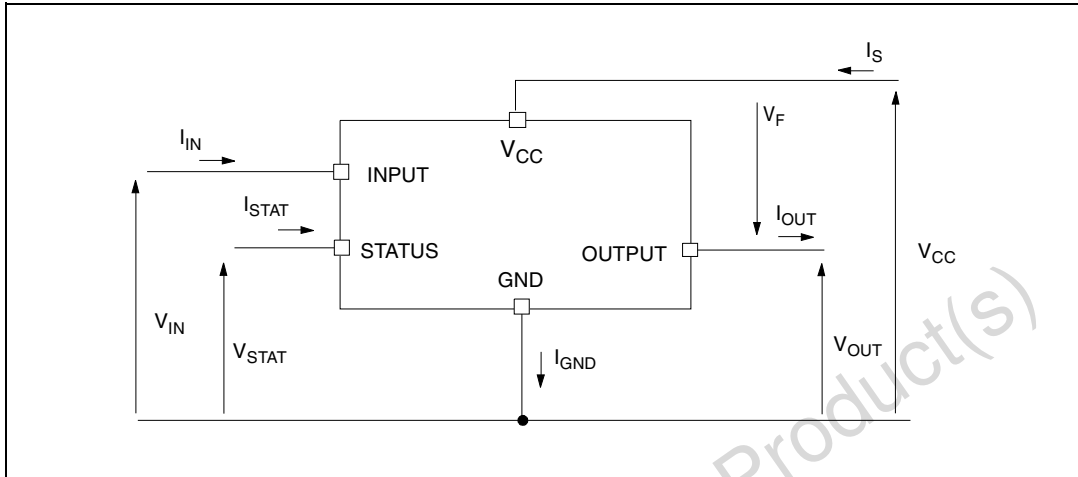 I_S
V_F
I_IN
V_CC
INPUT
I_STAT
I_OUT
STATUS
OUTPUT
V_CC
GND
V_IN
V_STAT
I_GND
V_OUT
Product(s)